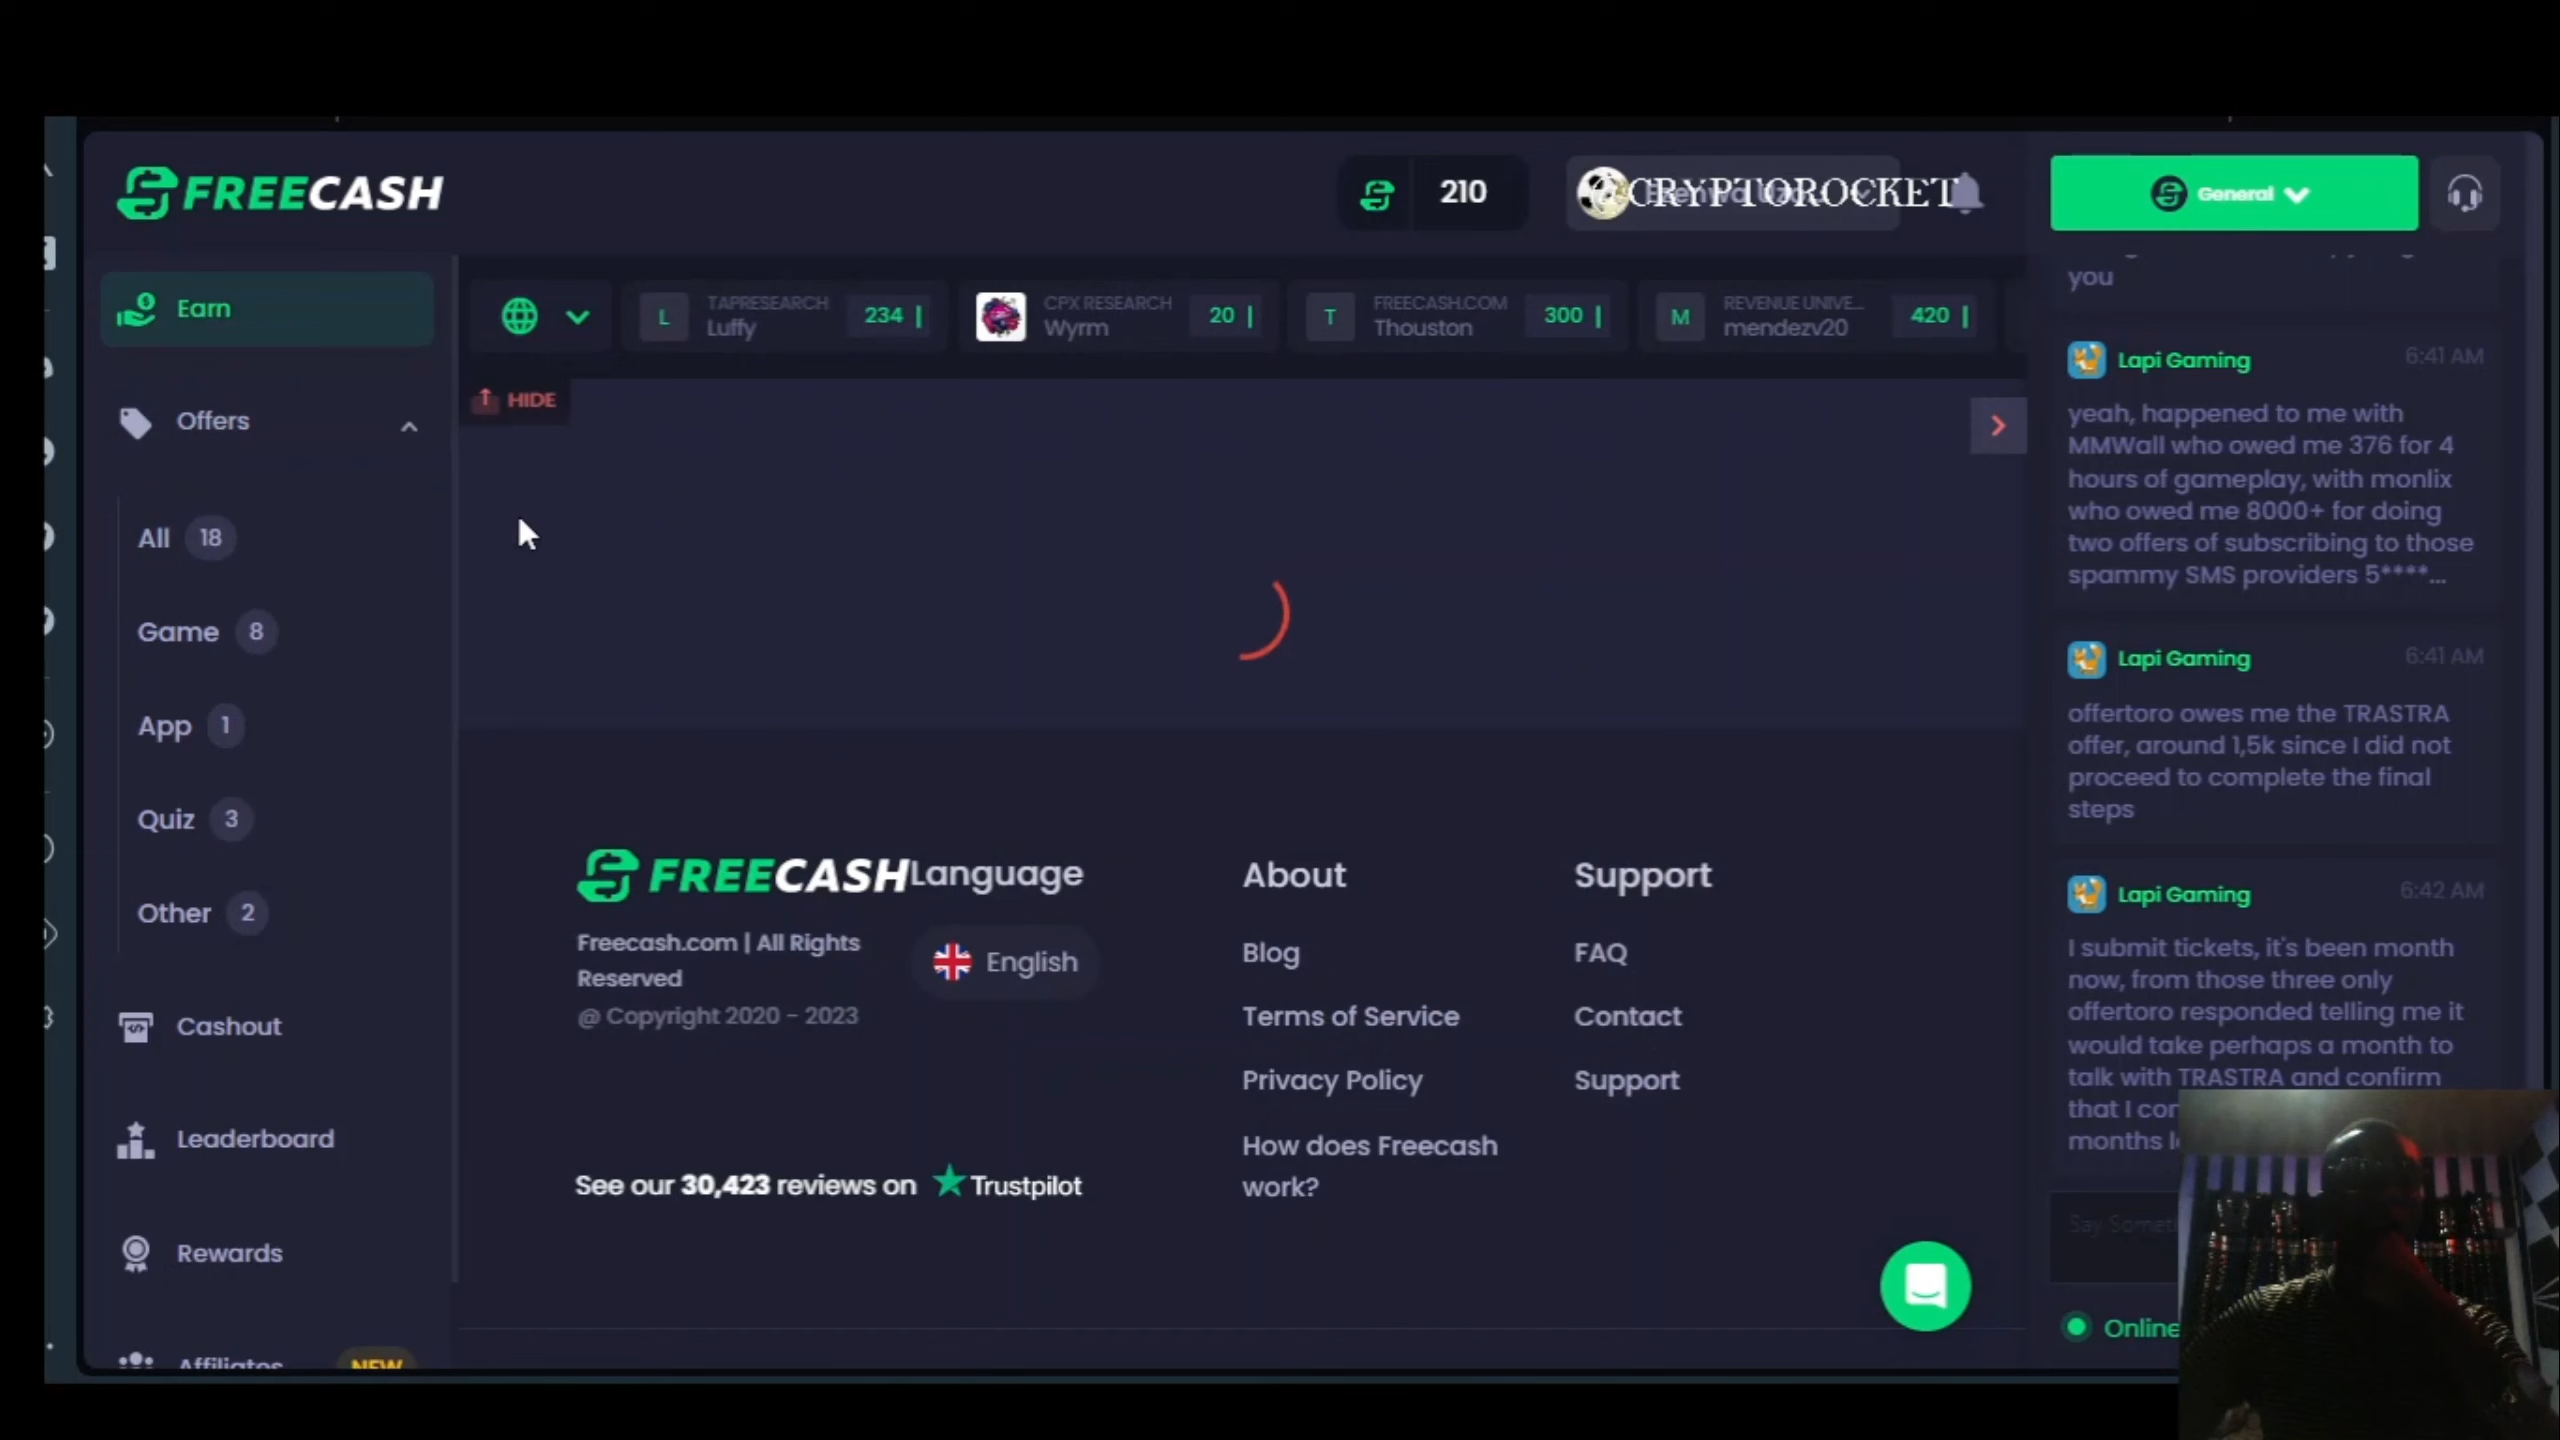 FREECASH
210
@CRYPTOROCKET
General
Earn
Offers
All 18
Game 8
App 1
Quiz 3
Other 2
Cashout
Leaderboard
Rewards
Affiliates NEW
L TAPRESEARCH
Luffy
234
CPX RESEARCH
Wyrm
20
T FREECASH.COM
Thouston
300
M REVENUE UNIVE...
mendezv20
420
HIDE
FREECASH
Freecash.com | All Rights
Reserved
@ Copyright 2020 - 2023
See our 30,423 reviews on Trustpilot
Language
English
About
Blog
Terms of Service
Privacy Policy
How does Freecash
work?
Support
FAQ
Contact
Support
you
Lapi Gaming 6:41 AM
yeah, happened to me with
MMWall who owed me 376 for 4
hours of gameplay, with monlix
who owed me 8000+ for doing
two offers of subscribing to those
spammy SMS providers 5****...
Lapi Gaming 6:41 AM
offertoro owes me the TRASTRA
offer, around 1,5k since I did not
proceed to complete the final
steps
Lapi Gaming 6:42 AM
I submit tickets, it's been month
now, from those three only
offertoro responded telling me it
would take perhaps a month to
talk with TRASTRA and confirm
that I
months
Say
Online